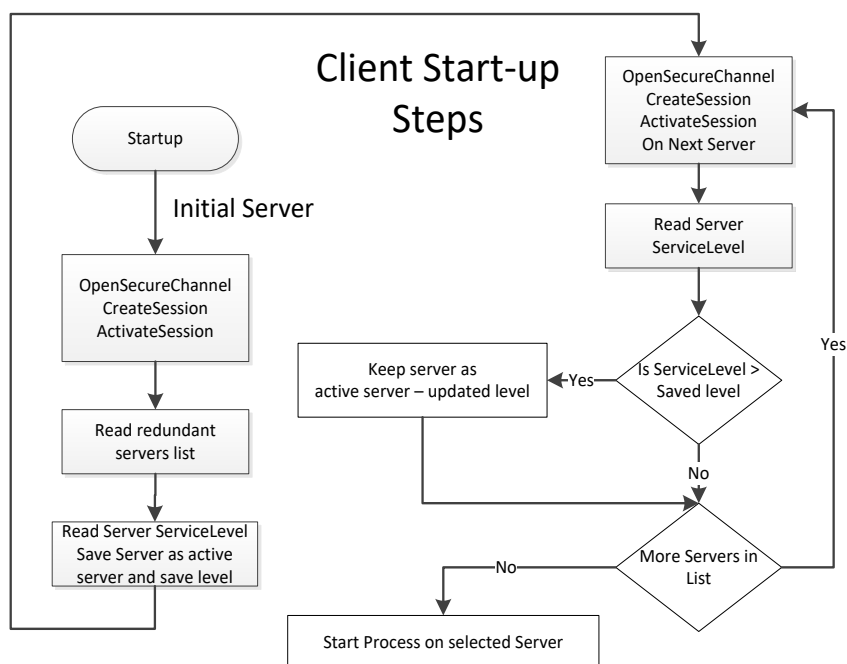 Client Start-up
Steps
Startup
Initial Server
OpenSecureChannel
CreateSession
ActivateSession
Read redundant
servers list
Read Server ServiceLevel
Save Server as active
server and save level
OpenSecureChannel
CreateSession
ActivateSession
On Next Server
Read Server
ServiceLevel
Is ServiceLevel >
Saved level
Yes
Keep server as
active server – updated level
No
More Servers in
List
Yes
No
Start Process on selected Server